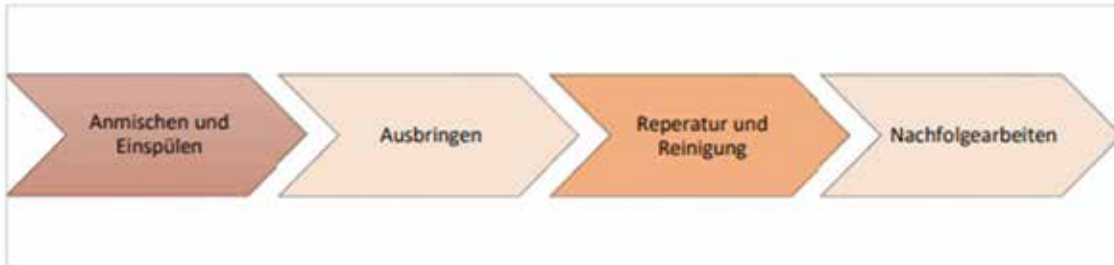 Anmischen und
Einspülen
Ausbringen
Reperatur und
Reinigung
Nachfolgearbeiten